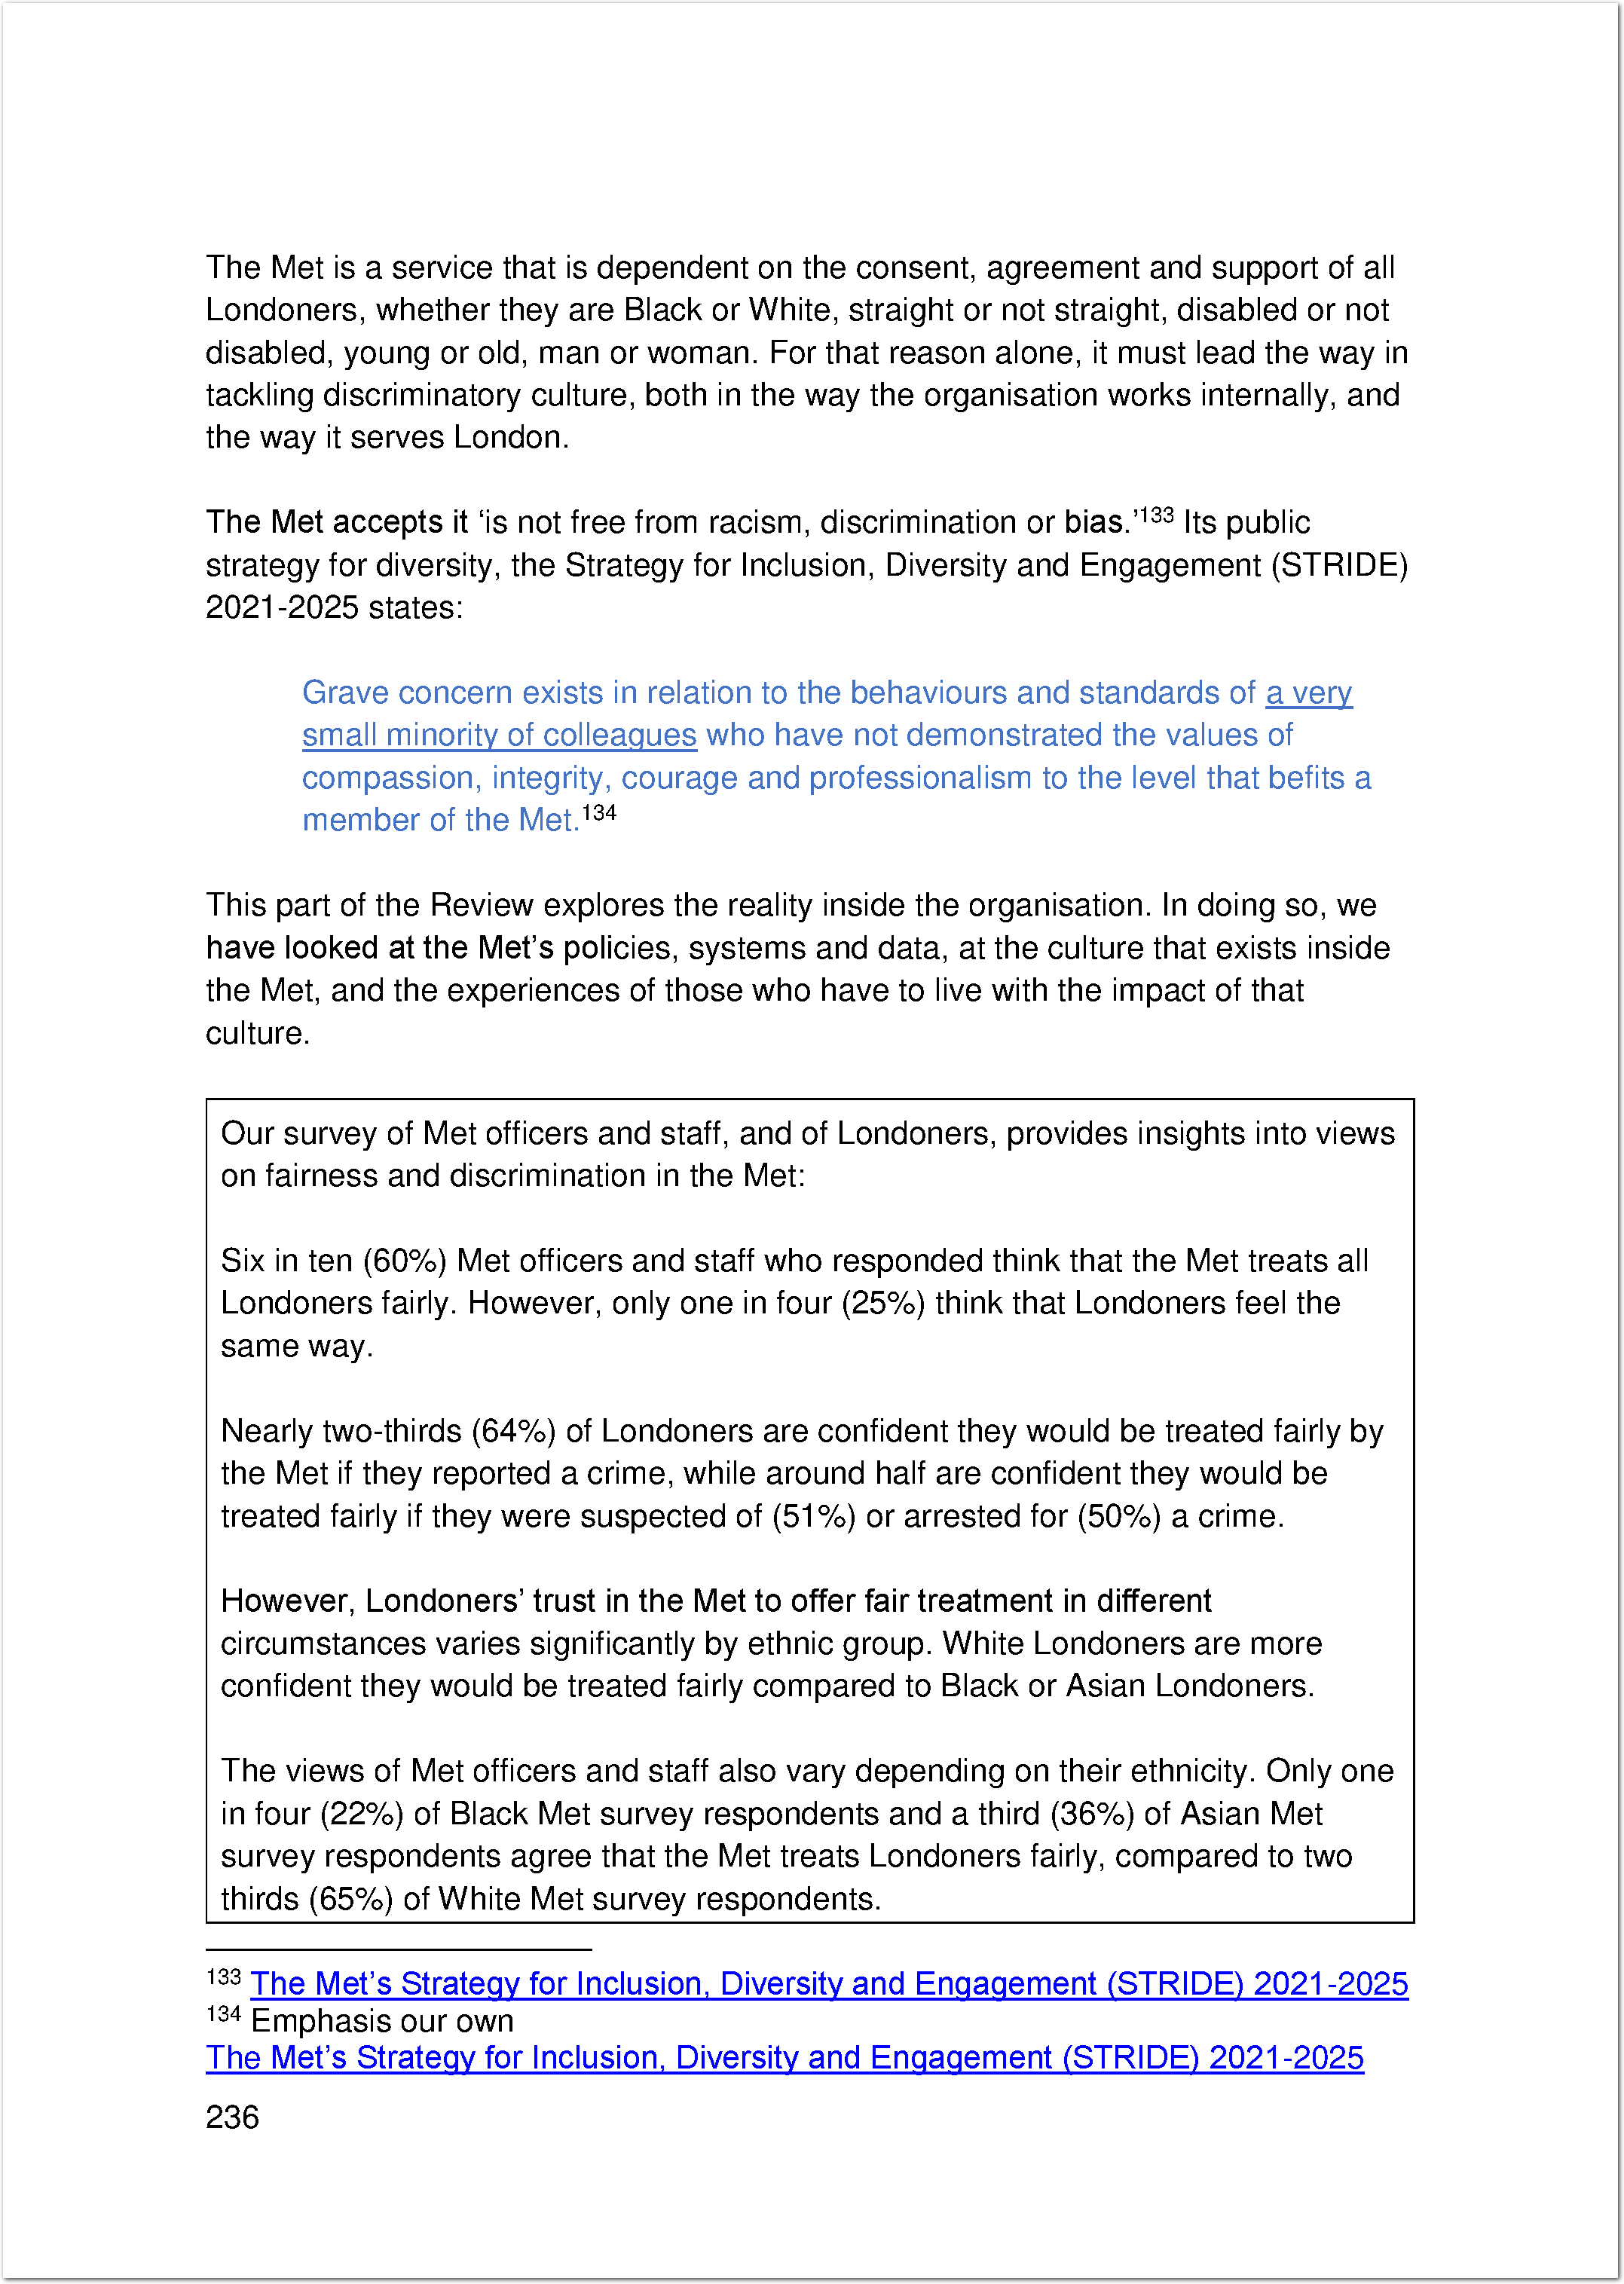 The Met is a service that is dependent on the consent, agreement and support of all
Londoners, whether they are Black or White, straight or not straight, disabled or not
disabled, young or old, man or woman. For that reason alone, it must lead the way in
tackling discriminatory culture, both in the way the organisation works internally, and
the way it serves London.
The Met accepts it ‘is not free from racism, discrimination or bias.’133 Its public
strategy for diversity, the Strategy for Inclusion, Diversity and Engagement (STRIDE)
2021-2025 states:
Grave concern exists in relation to the behaviours and standards of a very
small minority of colleagues who have not demonstrated the values of
compassion, integrity, courage and professionalism to the level that befits a
member of the Met.134
This part of the Review explores the reality inside the organisation. In doing so, we
have looked at the Met’s policies, systems and data, at the culture that exists inside
the Met, and the experiences of those who have to live with the impact of that
culture.
Our survey of Met officers and staff, and of Londoners, provides insights into views
on fairness and discrimination in the Met:
Six in ten (60%) Met officers and staff who responded think that the Met treats all
Londoners fairly. However, only one in four (25%) think that Londoners feel the
same way.
Nearly two-thirds (64%) of Londoners are confident they would be treated fairly by
the Met if they reported a crime, while around half are confident they would be
treated fairly if they were suspected of (51%) or arrested for (50%) a crime.
However, Londoners’ trust in the Met to offer fair treatment in different
circumstances varies significantly by ethnic group. White Londoners are more
confident they would be treated fairly compared to Black or Asian Londoners.
The views of Met officers and staff also vary depending on their ethnicity. Only one
in four (22%) of Black Met survey respondents and a third (36%) of Asian Met
survey respondents agree that the Met treats Londoners fairly, compared to two
thirds (65%) of White Met survey respondents.
133 The Met’s Strategy for Inclusion, Diversity and Engagement (STRIDE) 2021-2025
134 Emphasis our own
The Met’s Strategy for Inclusion, Diversity and Engagement (STRIDE) 2021-2025
236